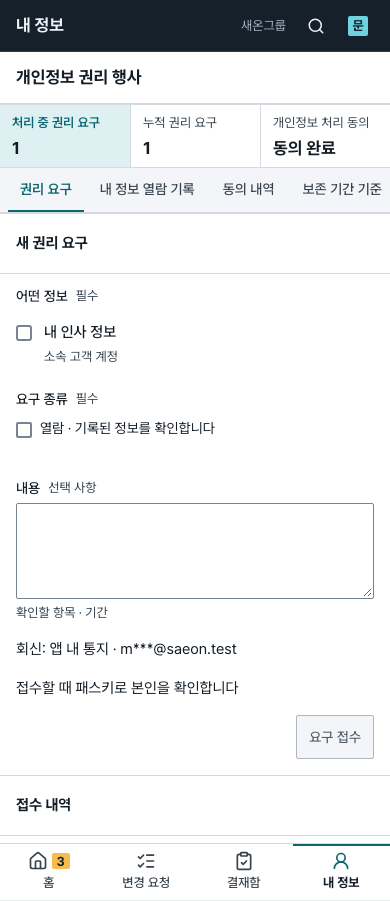 내 정보
새온그룹
문
개인정보 권리 행사
처리 중 권리 요구
1
누적 권리 요구
1
개인정보 처리 동의
동의 완료
권리 요구
내 정보 열람 기록
동의 내역
보존 기간 기준
새 권리 요구
어떤 정보 필수
내 인사 정보
소속 고객 계정
요구 종류 필수
열람 · 기록된 정보를 확인합니다
내용 선택 사항
확인할 항목 · 기간
회신: 앱 내 통지 · m***@saeon.test
접수할 때 패스키로 본인을 확인합니다
요구 접수
접수 내역
3
홈
변경 요청
결재함
내 정보